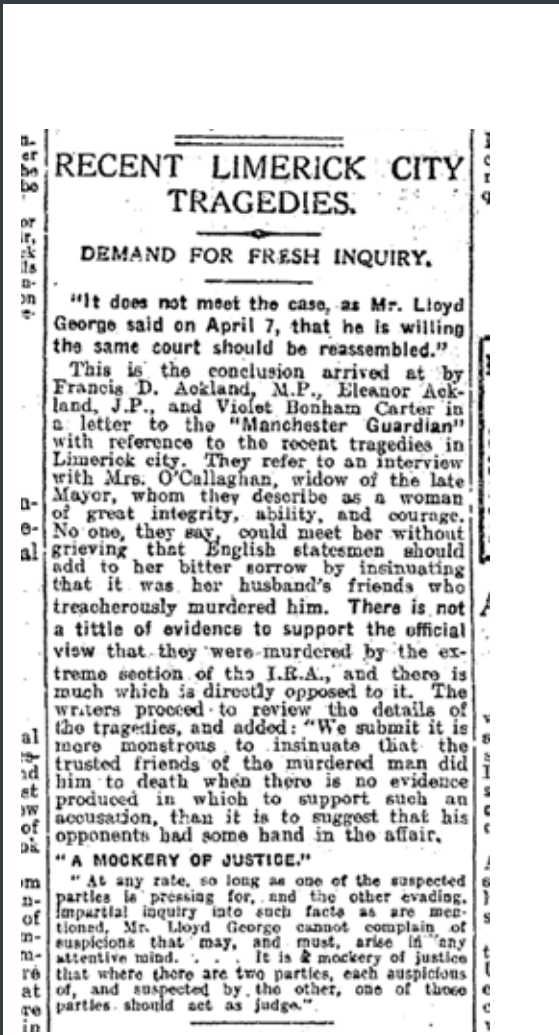 RECENT LIMERICK CITY
TRAGEDIES.
DEMAND FOR FRESH INQUIRY.
"It does not meet the case, as Mr. Lloyd
George said on April 7, that he is willing
the same court should be reassembled."
This is the conclusion arrived at by
Francis D. Ackland, M.P., Eleanor Ack-
land, J.P., and Violet Bonham Carter in
a letter to the "Manchester Guardian"
with reference to the recent tragedies in
Limerick city. They refer to an interview
with Mrs. O'Callaghan, widow of the late
Mayor, whom they describe as a woman
of great integrity, ability, and courage.
No one, they say, could meet her without
grieving that English statesmen should
add to her bitter sorrow by insinuating
that it was her husband's friends who
treacherously murdered him. There is not
a tittle of evidence to support the official
view that they were murdered by the ex-
treme section of the I.R.A., and there is
much which is directly opposed to it. The
writers proceed to review the details of
the tragedies, and added: "We submit it is
more monstrous to insinuate that the
trusted friends of the murdered man did
him to death when there is no evidence
produced in which to support such an
accusation, than it is to suggest that his
opponents had some hand in the affair.
"A MOCKERY OF JUSTICE."
"At any rate, so long as one of the suspected
parties is pressing for, and the other evading,
impartial inquiry into such facts as are men-
tioned, Mr. Lloyd George cannot complain of
suspicions that may, and must, arise in any
attentive mind. . . . It is a mockery of justice
that where there are two parties, each suspicious
of, and suspected by the other, one of those
parties should act as judge."